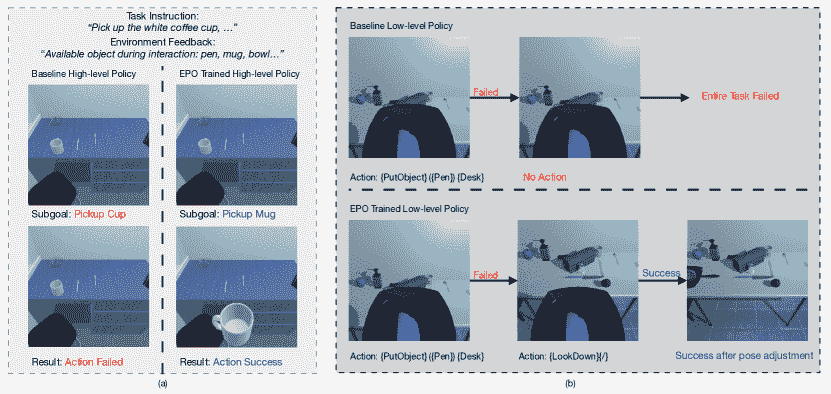 Task Instruction:
“Pick up the white coffee cup, …”
Environment Feedback:
“Available object during interaction: pen, mug, bowl…”
Baseline High-level Policy
EPO Trained High-level Policy
Subgoal: Pickup Cup
Subgoal: Pickup Mug
Result: Action Failed
Result: Action Success
(a)
Baseline Low-level Policy
Failed
Entire Task Failed
Action: {PutObject} {(Pen}) {Desk}
No Action
EPO Trained Low-level Policy
Failed
Success
Action: {PutObject} {(Pen}) {Desk}
Action: {LookDown}{/}
Success after pose adjustment
(b)